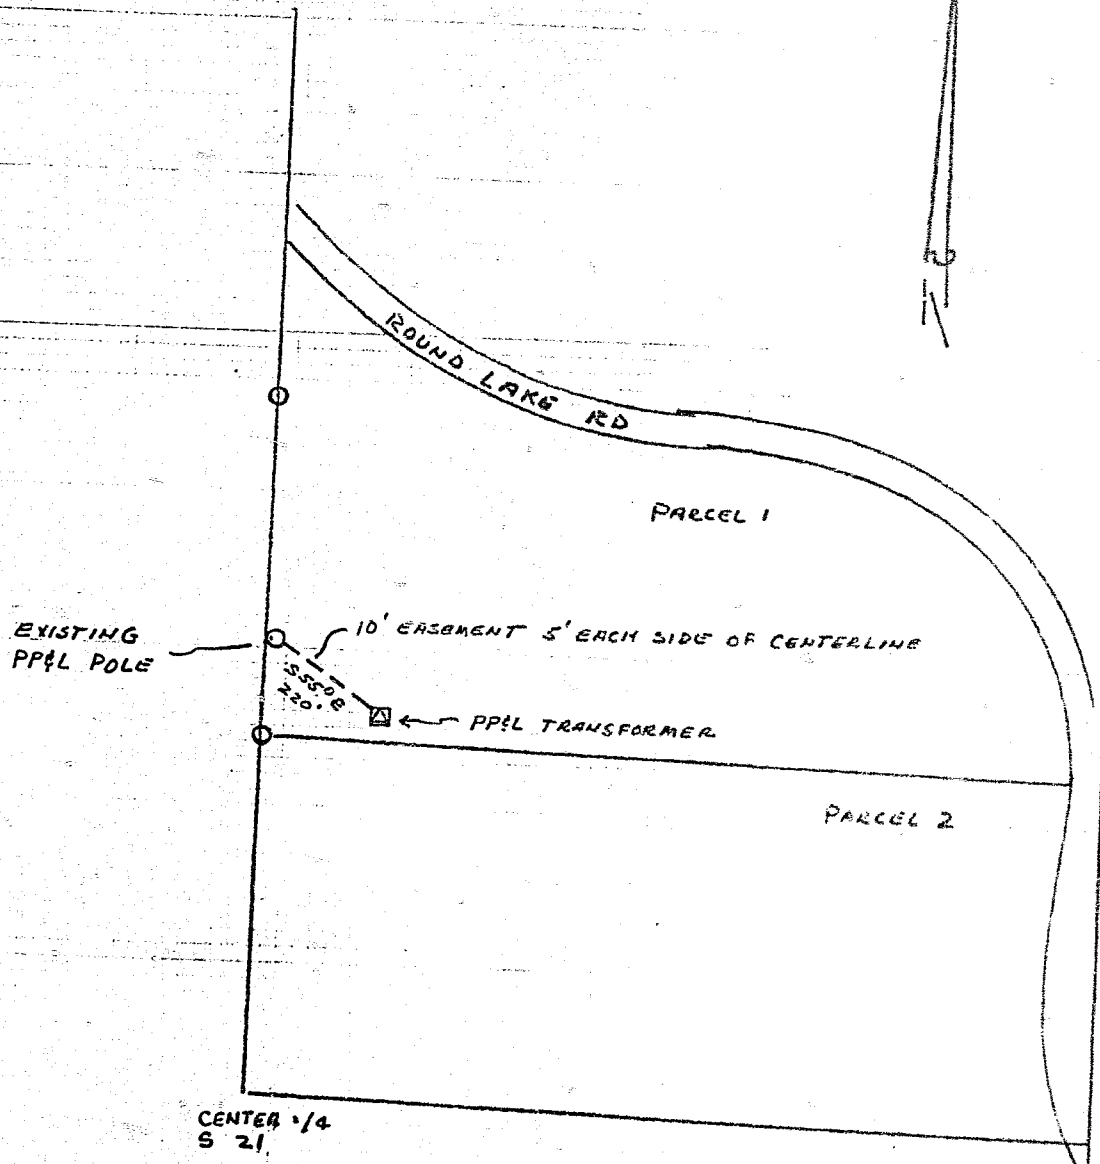 ROUND LAKE RD
PARCEL 1
EXISTING
PP&L POLE
10' EASEMENT 5' EACH SIDE OF CENTERLINE
S55°E
220'
PP&L TRANSFORMER
PARCEL 2
CENTER 1/4
S 21